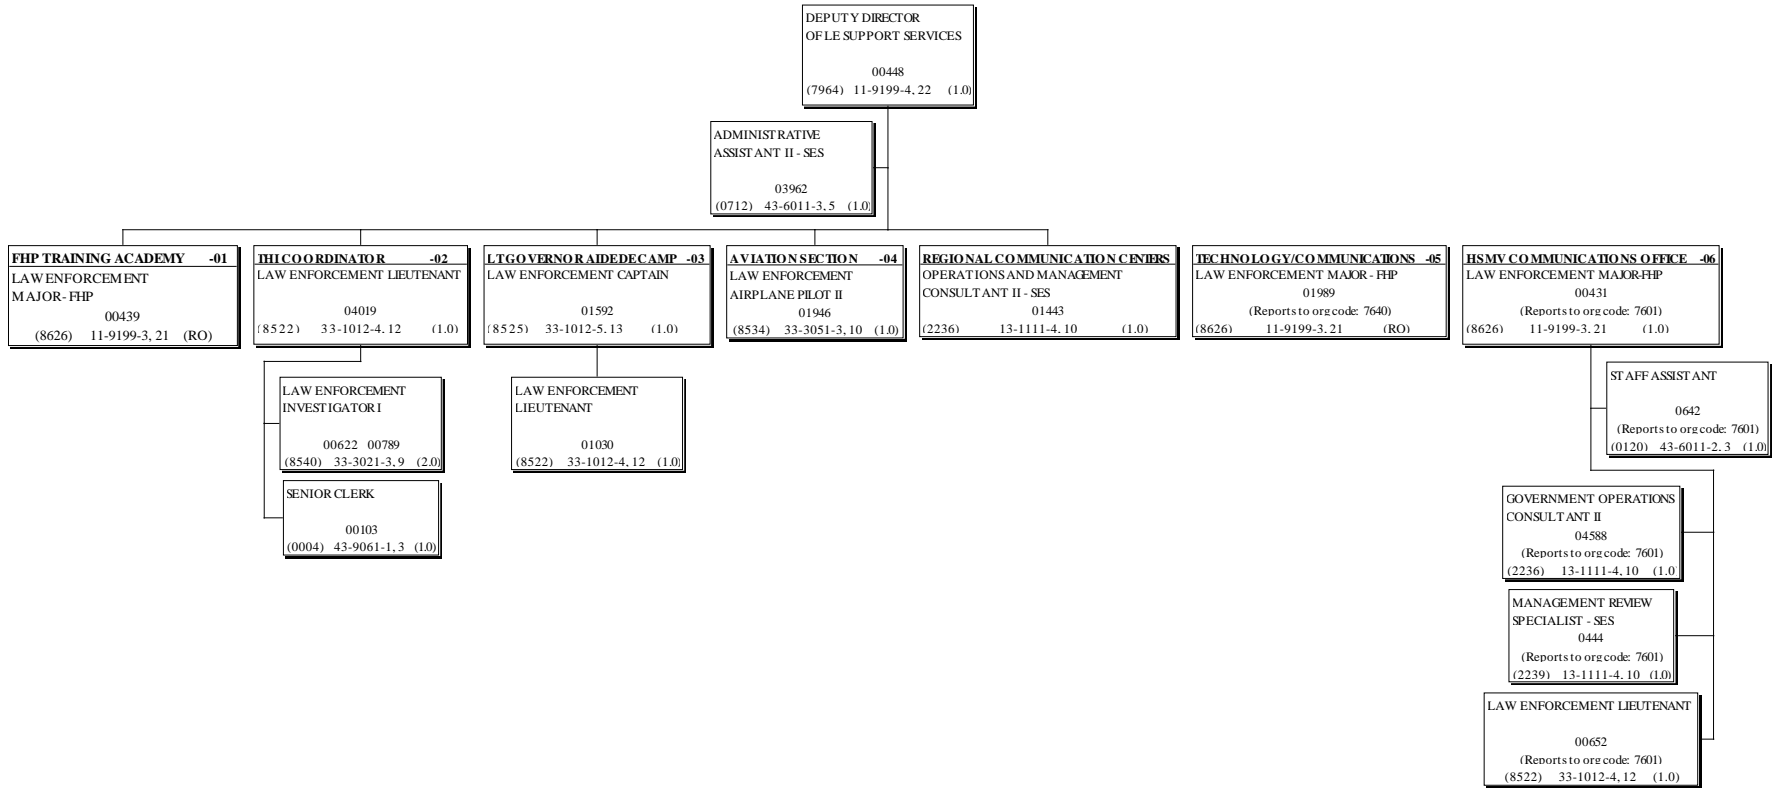 DEPUTY DIRECTOR
OF LE SUPPORT SERVICES
00448
(7964) 11-9199-4, 22 (1.0)
ADMINISTRATIVE
ASSISTANT II - SES
03962
(0712) 43-6011-3, 5 (1.0)
FHP TRAINING ACADEMY -01
LAW ENFORCEMENT
MAJOR- FHP
00439
(8626) 11-9199-3, 21 (RO)
THI COORDINATOR -02
LAW ENFORCEMENT LIEUTENANT
04019
(8522) 33-1012-4, 12 (1.0)
LAW ENFORCEMENT
INVESTIGATOR I
00622 00789
(8540) 33-3021-3, 9 (2.0)
SENIOR CLERK
00103
(0004) 43-9061-1, 3 (1.0)
LT GOVERNOR AIDE DE CAMP -03
LAW ENFORCEMENT CAPTAIN
01592
(8525) 33-1012-5, 13 (1.0)
LAW ENFORCEMENT
LIEUTENANT
01030
(8522) 33-1012-4, 12 (1.0)
AVIATION SECTION -04
LAW ENFORCEMENT
AIRPLANE PILOT II
01946
(8534) 33-3051-3, 10 (1.0)
REGIONAL COMMUNICATION CENTERS
OPERATIONS AND MANAGEMENT
CONSULTANT II - SES
01443
(2236) 13-1111-4, 10 (1.0)
TECHNOLOGY/COMMUNICATIONS -05
LAW ENFORCEMENT MAJOR - FHP
01989
(Reports to org code: 7640)
(8626) 11-9199-3, 21 (RO)
HSMV COMMUNICATIONS OFFICE -06
LAW ENFORCEMENT MAJOR-FHP
00431
(Reports to org code: 7601)
(8626) 11-9199-3, 21 (1.0)
STAFF ASSISTANT
0642
(Reports to org code: 7601)
(0120) 43-6011-2, 3 (1.0)
GOVERNMENT OPERATIONS
CONSULTANT II
04588
(Reports to org code: 7601)
(2236) 13-1111-4, 10 (1.0
MANAGEMENT REVIEW
SPECIALIST - SES
0444
(Reports to org code: 7601)
(2239) 13-1111-4, 10 (1.0)
LAW ENFORCEMENT LIEUTENANT
00652
(Reports to org code: 7601)
(8522) 33-1012-4, 12 (1.0)